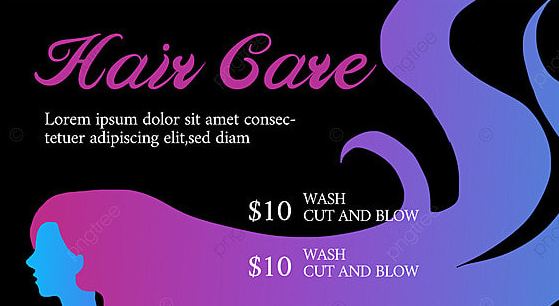 Hair Care
Lorem ipsum dolor sit amet consec-
tetuer adipiscing elit,sed diam
$10 WASH
CUT AND BLOW
$10 WASH
CUT AND BLOW
pngtree